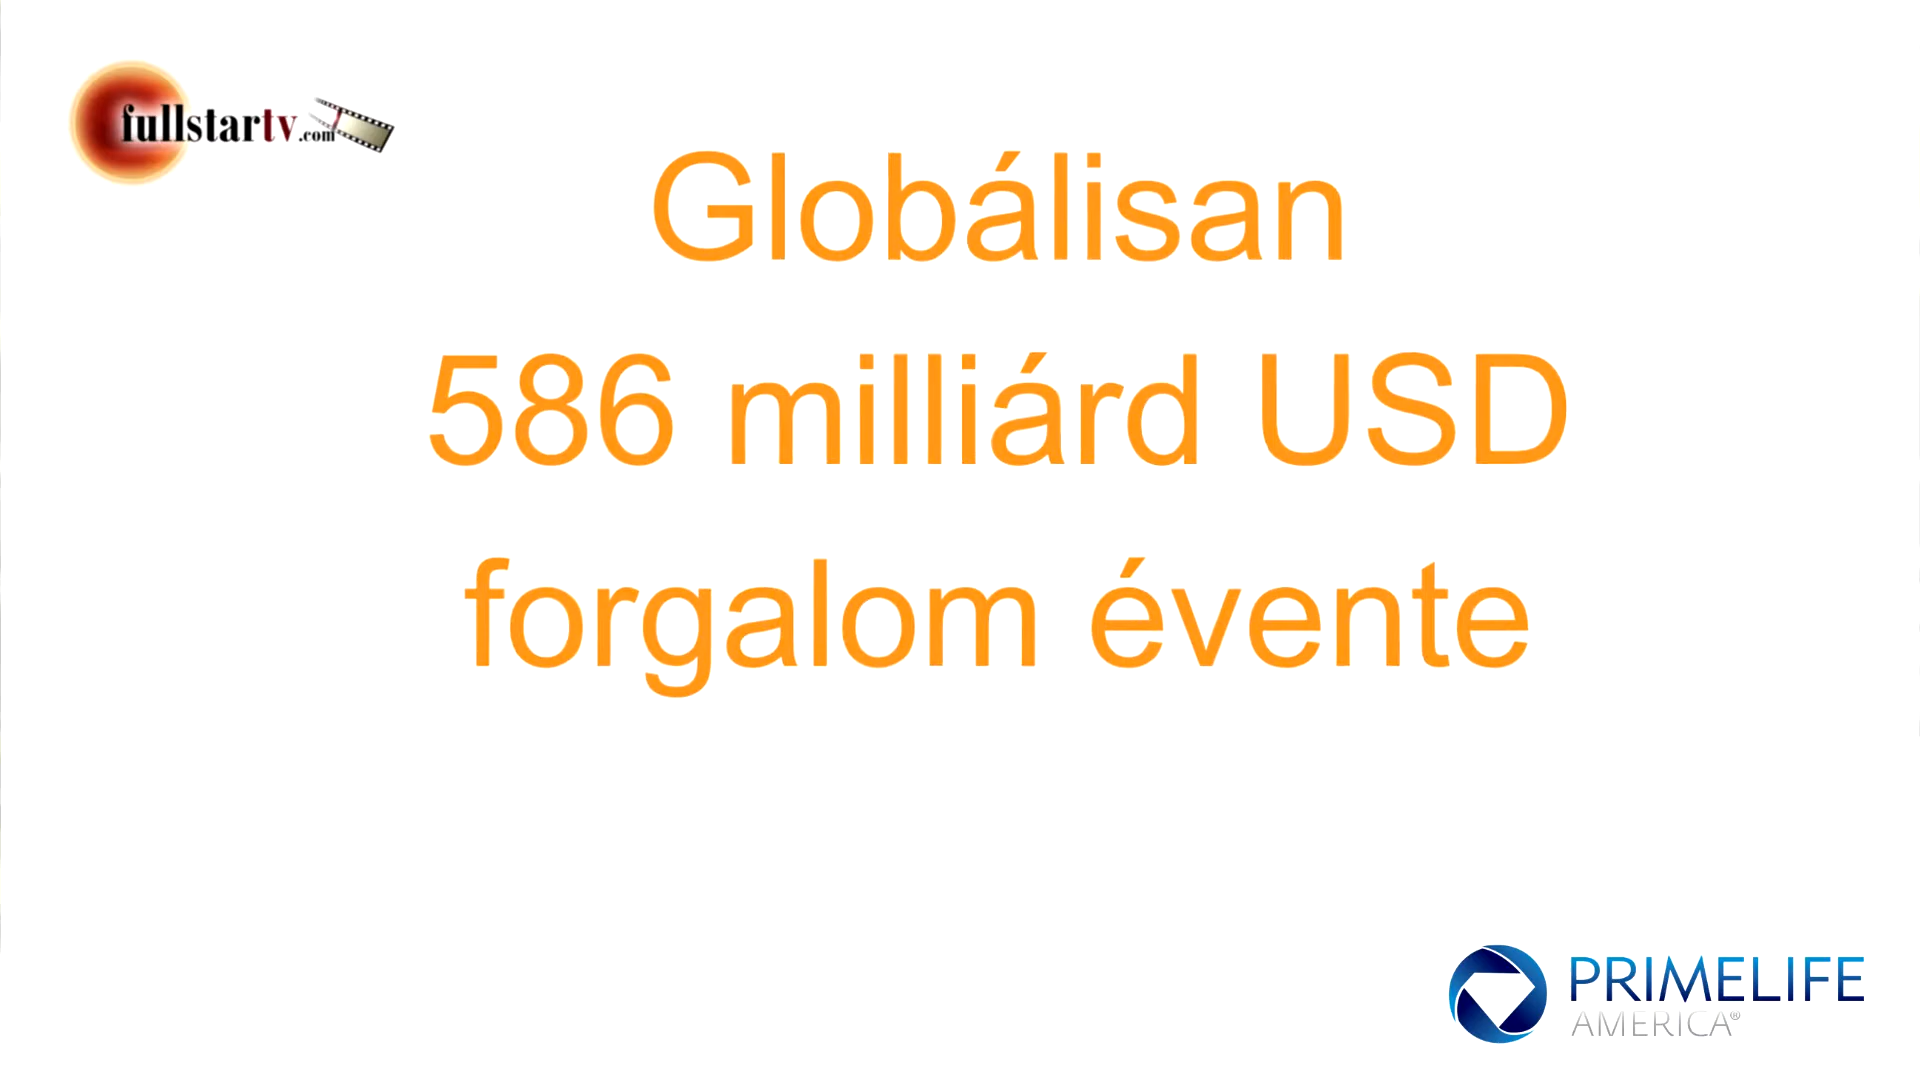 fullstartv.com
Globálisan
586 milliárd USD
forgalom évente
PRIMELIFE
AMERICA®